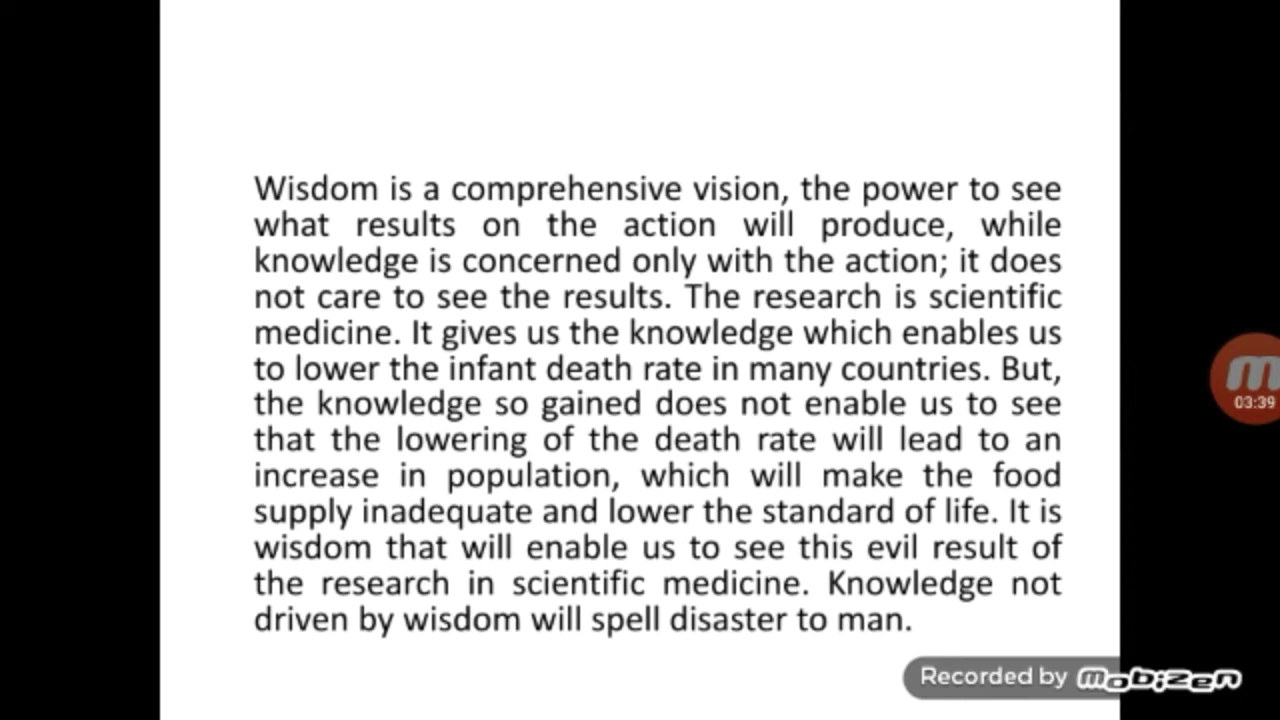 Wisdom is a comprehensive vision, the power to see
what results on the action will produce, while
knowledge is concerned only with the action; it does
not care to see the results. The research is scientific
medicine. It gives us the knowledge which enables us
to lower the infant death rate in many countries. But,
the knowledge so gained does not enable us to see
that the lowering of the death rate will lead to an
increase in population, which will make the food
supply inadequate and lower the standard of life. It is
wisdom that will enable us to see this evil result of
the research in scientific medicine. Knowledge not
driven by wisdom will spell disaster to man.
m
03:39
Recorded by mobizen